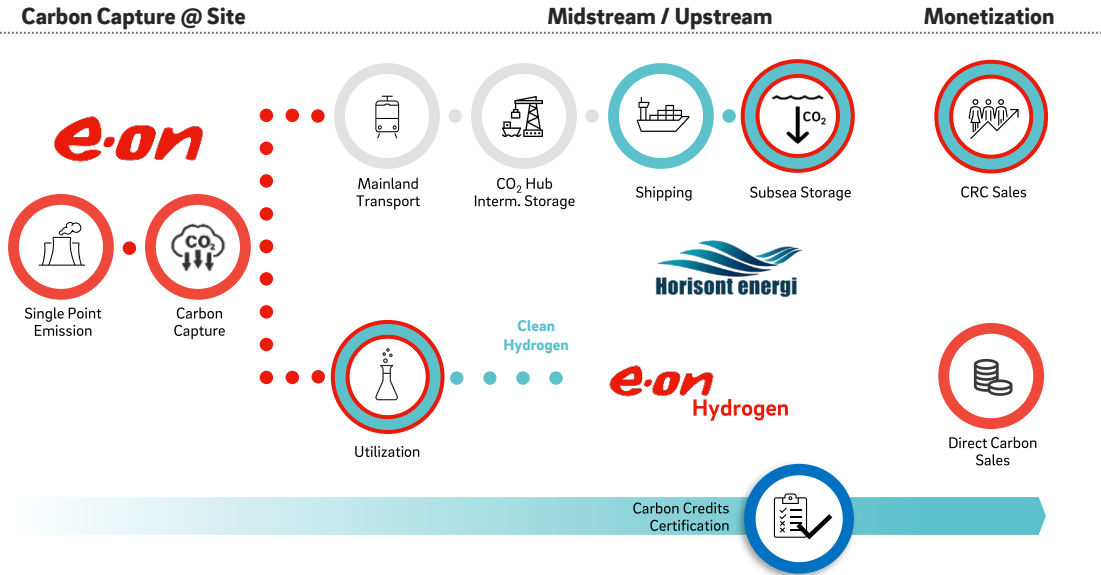 Carbon Capture @ Site
Midstream / Upstream
Monetization
e·on
CO₂
Mainland
Transport
CO₂ Hub
Interm. Storage
Shipping
Subsea Storage
CRC Sales
CO₂
Single Point
Emission
Carbon
Capture
Horisont energi
Clean
Hydrogen
e·on
Hydrogen
Utilization
Direct Carbon
Sales
Carbon Credits
Certification